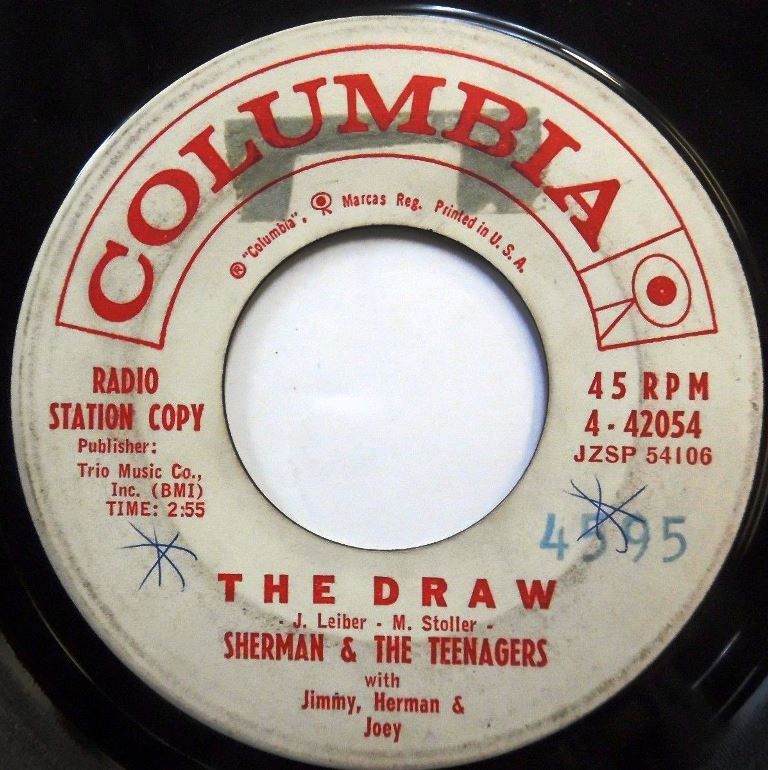 COLUMBIA
® "Columbia", Marcas Reg. Printed in U. S. A.
RADIO
STATION COPY
Publisher:
Trio Music Co.,
Inc. (BMI)
TIME: 2:55
45 RPM
4-42054
JZSP 54106
4595
THE DRAW
- J. Leiber - M. Stoller -
SHERMAN & THE TEENAGERS
with
Jimmy, Herman &
Joey